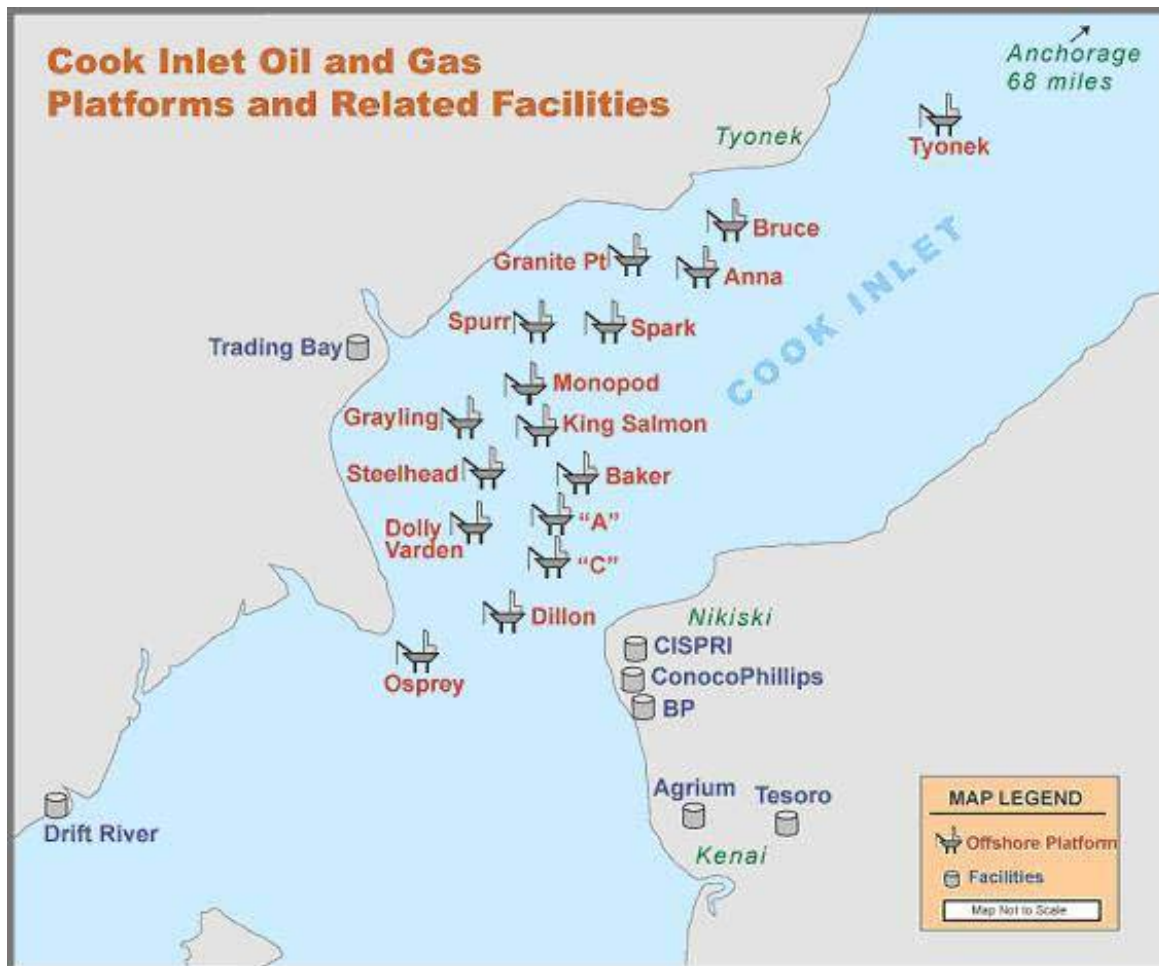 Cook Inlet Oil and Gas
Platforms and Related Facilities
Anchorage
68 miles
Tyonek
Tyonek
Bruce
Granite Pt
Anna
COOK INLET
Spurr
Spark
Trading Bay
Monopod
Grayling
King Salmon
Steelhead
Baker
Dolly
Varden
"A"
"C"
Dillon
Nikiski
Osprey
CISPRI
ConocoPhillips
BP
Agrium
Tesoro
Drift River
Kenai
MAP LEGEND
Offshore Platform
Facilities
Map Not to Scale